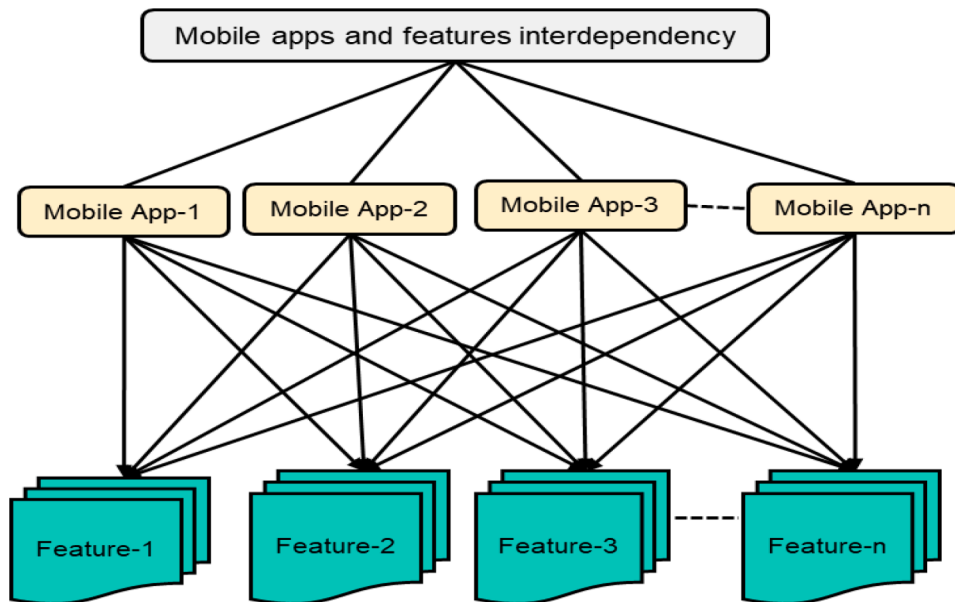 Mobile apps and features interdependency
Mobile App-1
Mobile App-2
Mobile App-3
Mobile App-n
Feature-1
Feature-2
Feature-3
Feature-n